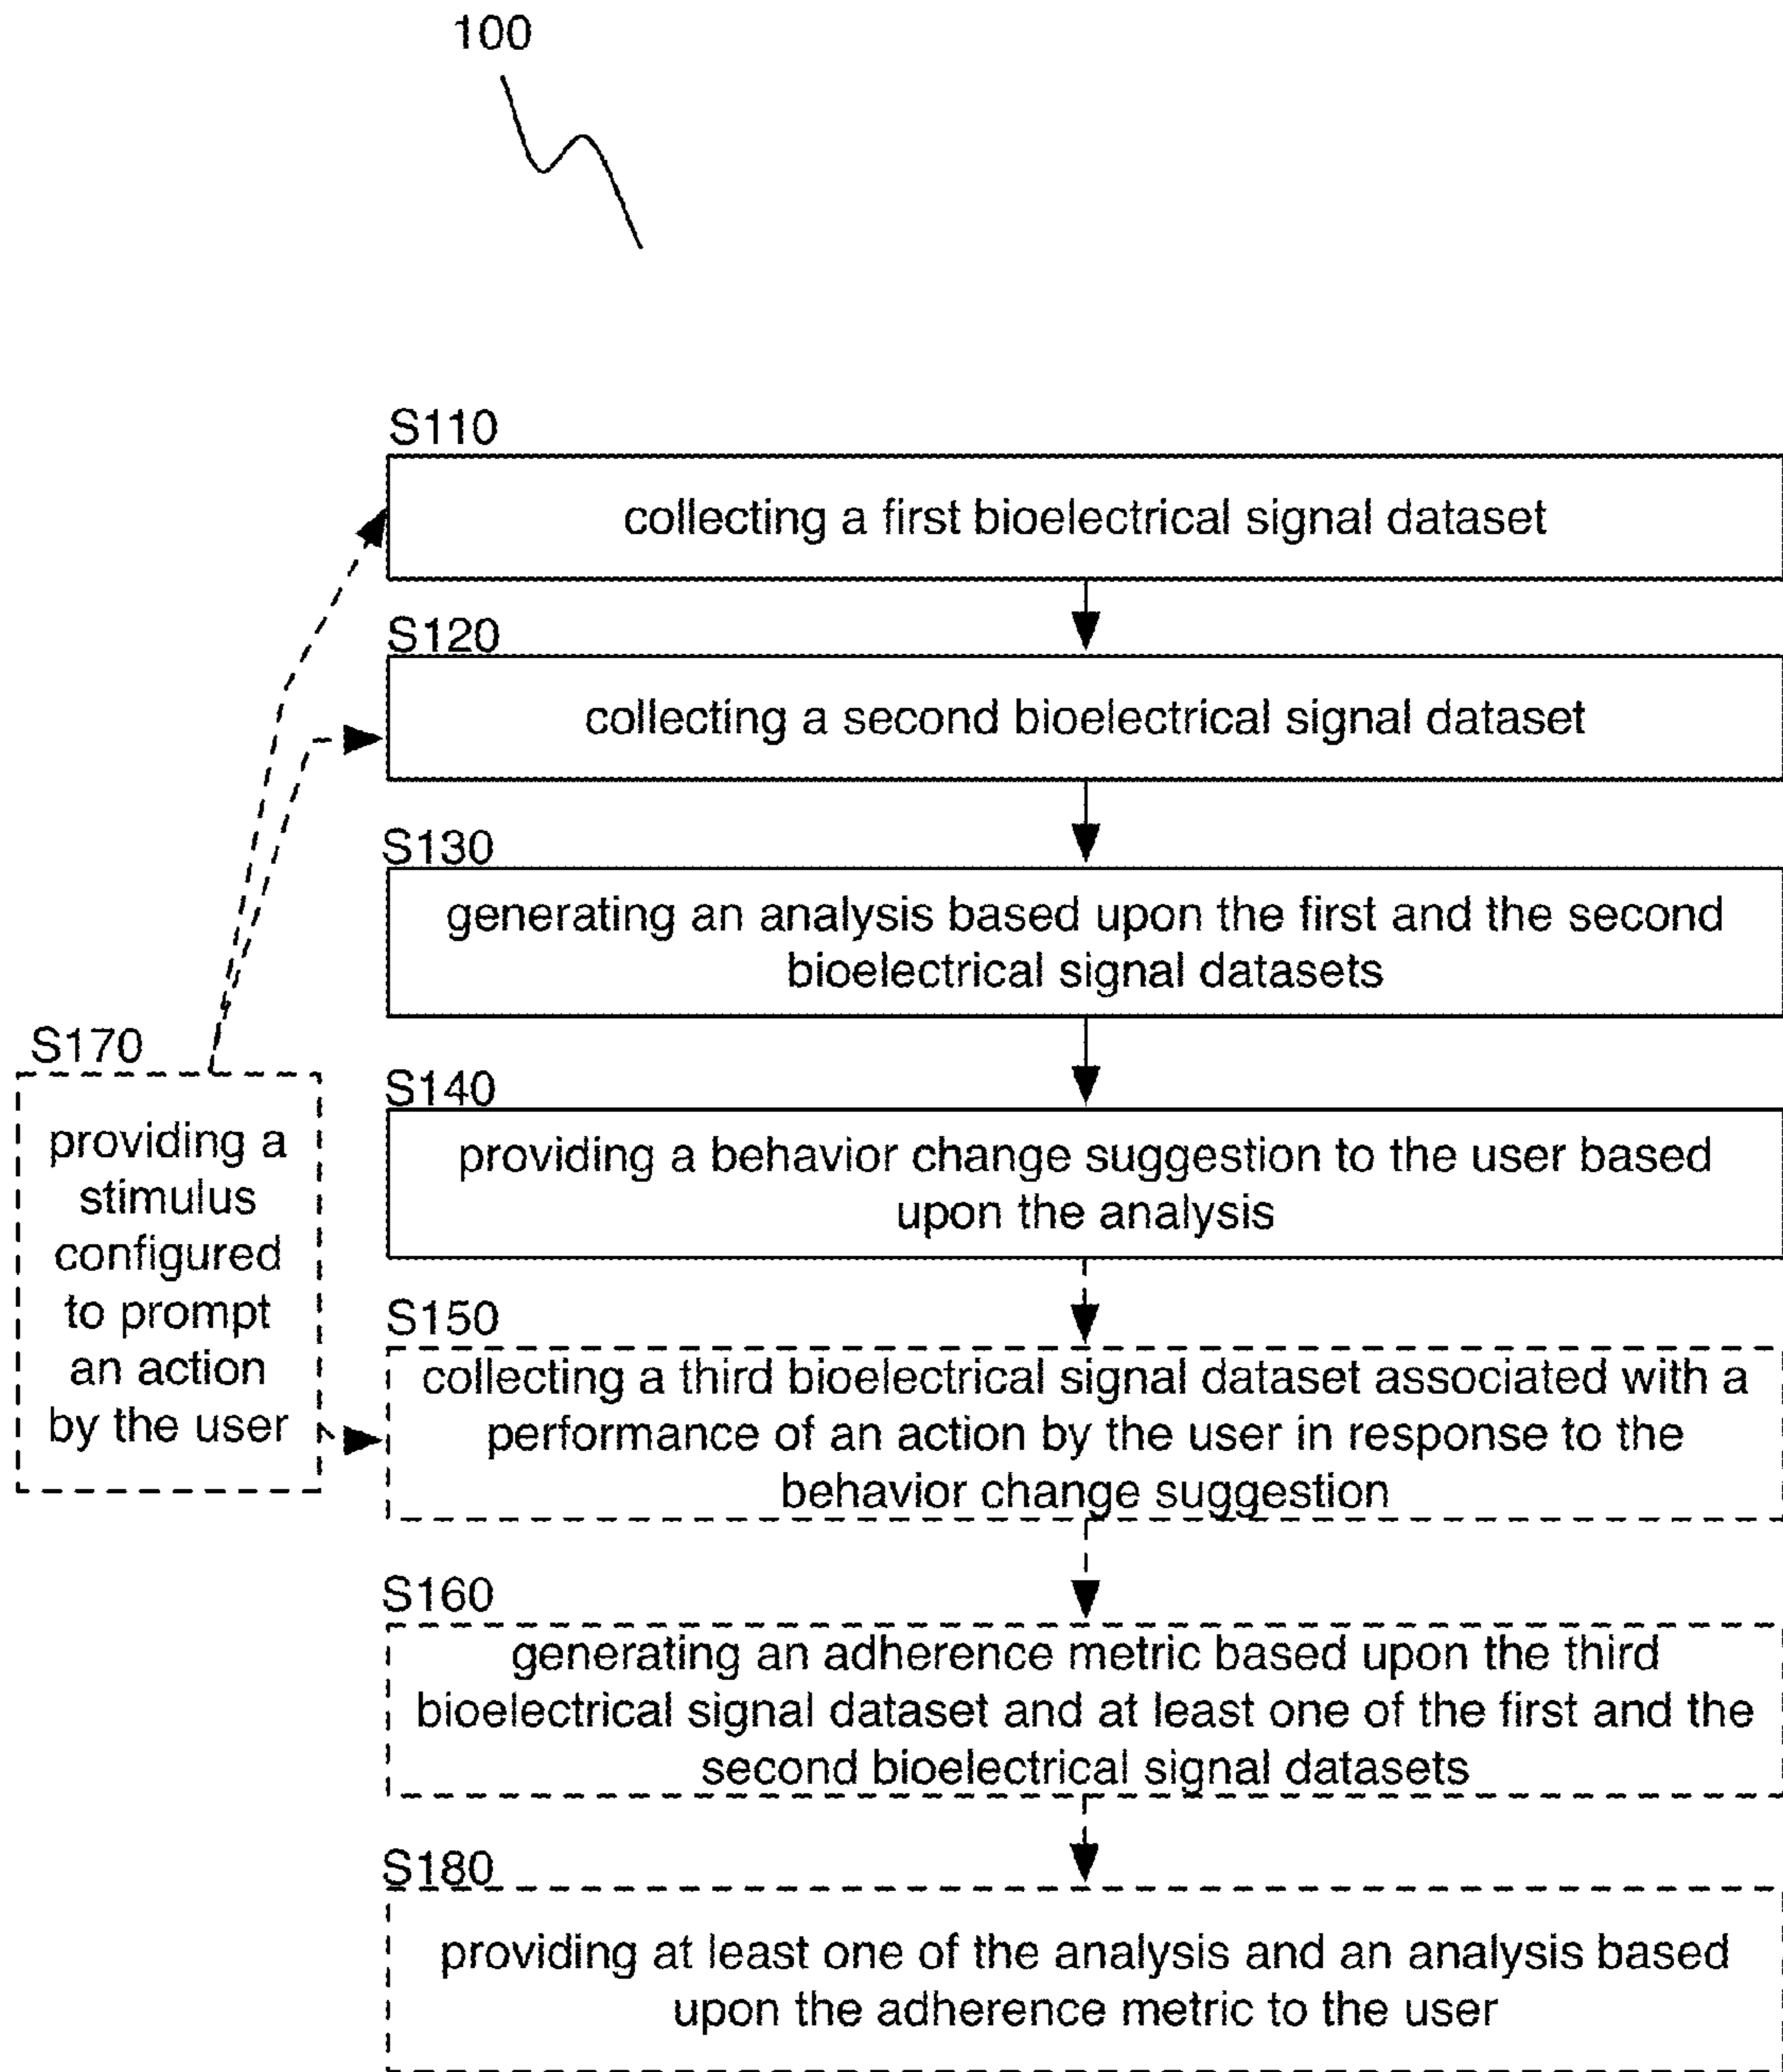 100
S110
collecting a first bioelectrical signal dataset
S120
collecting a second bioelectrical signal dataset
S130
generating an analysis based upon the first and the second
bioelectrical signal datasets
S170
providing a
stimulus
configured
to prompt
an action
by the user
S140
providing a behavior change suggestion to the user based
upon the analysis
S150
collecting a third bioelectrical signal dataset associated with a
performance of an action by the user in response to the
behavior change suggestion
S160
generating an adherence metric based upon the third
bioelectrical signal dataset and at least one of the first and the
second bioelectrical signal datasets
S180
providing at least one of the analysis and an analysis based
upon the adherence metric to the user